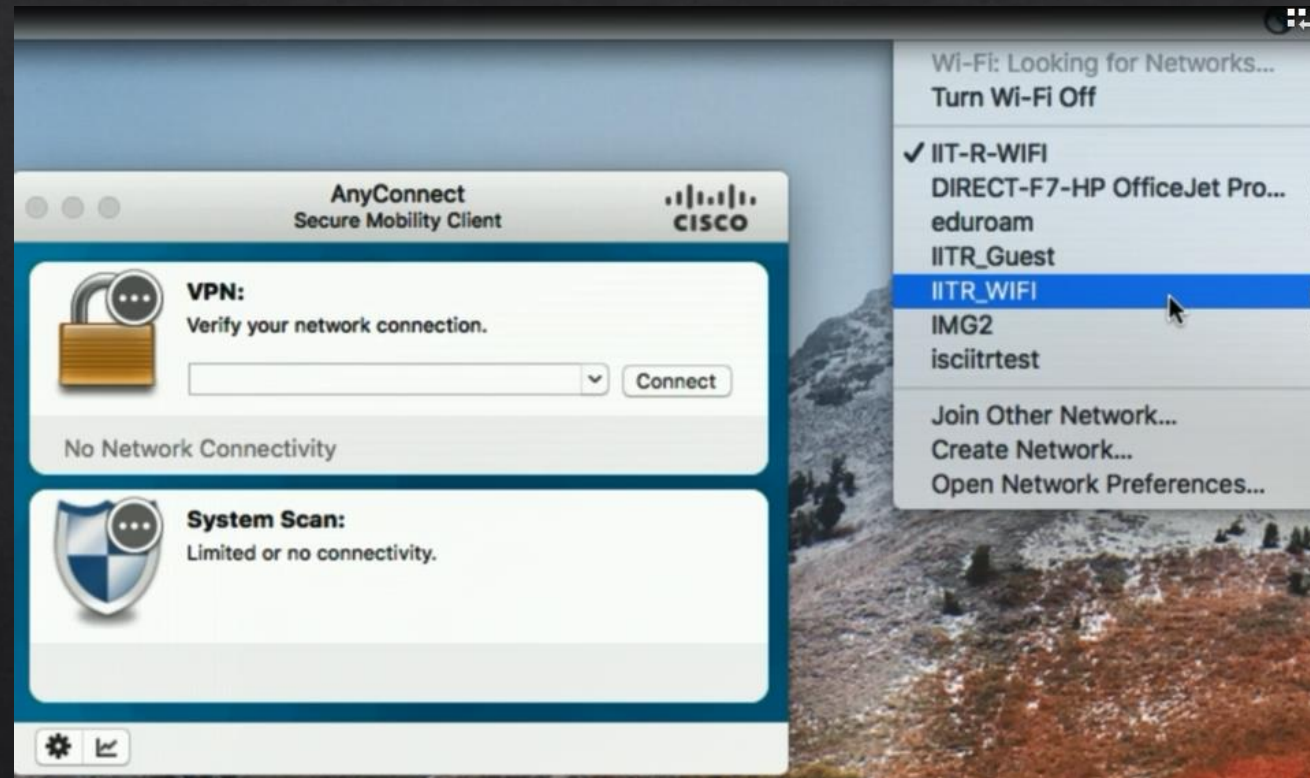 AnyConnect
Secure Mobility Client
CISCO
VPN:
Verify your network connection.
Connect
No Network Connectivity
System Scan:
Limited or no connectivity.
Wi-Fi: Looking for Networks...
Turn Wi-Fi Off
✓ IIT-R-WIFI
DIRECT-F7-HP OfficeJet Pro...
eduroam
IITR_Guest
IITR_WIFI
IMG2
isciitrtest
Join Other Network...
Create Network...
Open Network Preferences...